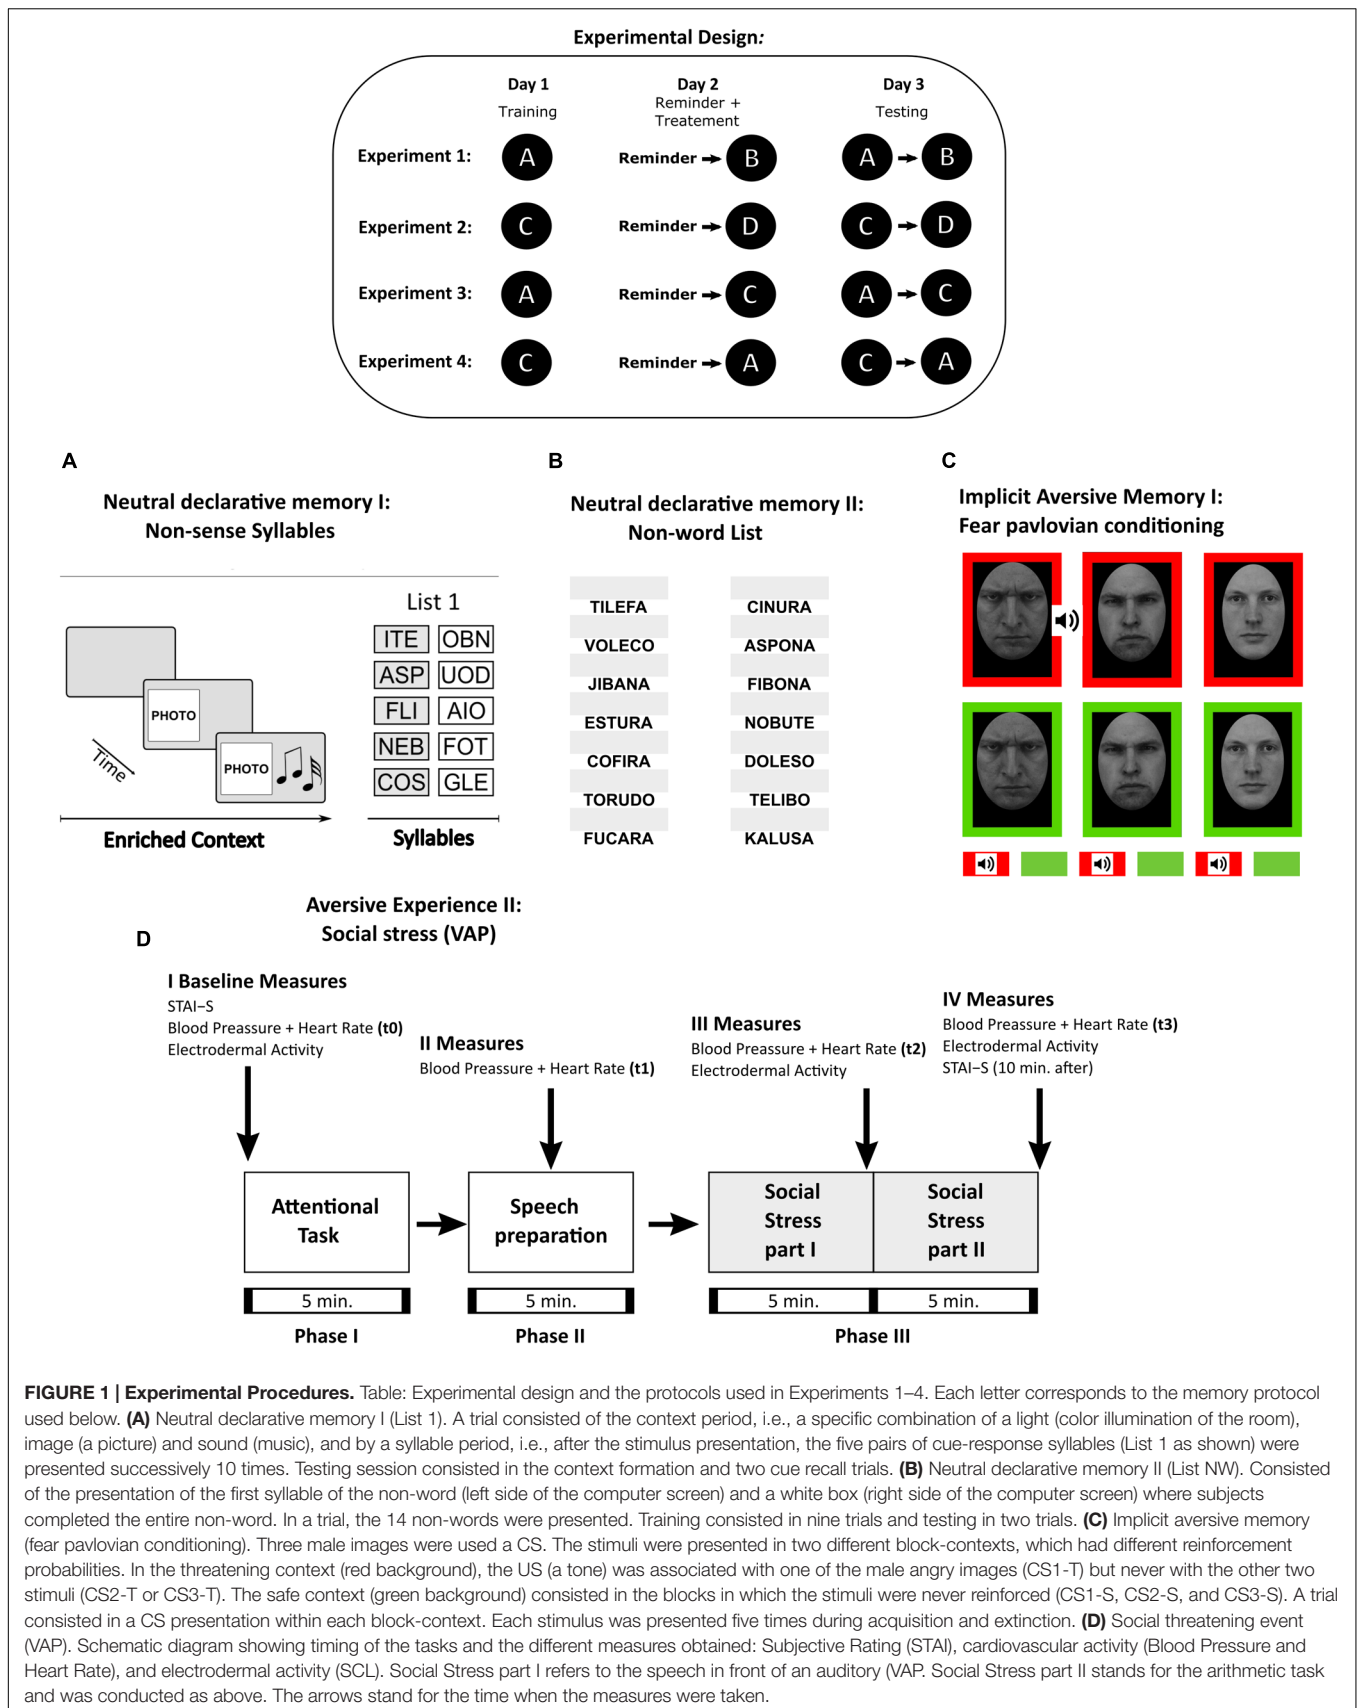 Experimental Design:
Day 1
Training
Day 2
Reminder +
Treatement
Day 3
Testing
Experiment 1: A Reminder B A B
Experiment 2: C Reminder D C D
Experiment 3: A Reminder C A C
Experiment 4: C Reminder A C A
A
Neutral declarative memory I:
Non-sense Syllables
List 1
ITE OBN
ASP UOD
FLI AIO
NEB FOT
COS GLE
PHOTO
PHOTO
Time
Enriched Context
Syllables
B
Neutral declarative memory II:
Non-word List
TILEFA CINURA
VOLECO ASPONA
JIBANA FIBONA
ESTURA NOBUTE
COFIRA DOLESO
TORUDO TELIBO
FUCARA KALUSA
C
Implicit Aversive Memory I:
Fear pavlovian conditioning
D
Aversive Experience II:
Social stress (VAP)
I Baseline Measures
STAI–S
Blood Preassure + Heart Rate (t0)
Electrodermal Activity
II Measures
Blood Preassure + Heart Rate (t1)
III Measures
Blood Preassure + Heart Rate (t2)
Electrodermal Activity
IV Measures
Blood Preassure + Heart Rate (t3)
Electrodermal Activity
STAI–S (10 min. after)
Attentional
Task
Speech
preparation
Social
Stress
part I
Social
Stress
part II
5 min.
5 min.
5 min.
5 min.
Phase I
Phase II
Phase III
FIGURE 1 | Experimental Procedures. Table: Experimental design and the protocols used in Experiments 1–4. Each letter corresponds to the memory protocol
used below. (A) Neutral declarative memory I (List 1). A trial consisted of the context period, i.e., a specific combination of a light (color illumination of the room),
image (a picture) and sound (music), and by a syllable period, i.e., after the stimulus presentation, the five pairs of cue-response syllables (List 1 as shown) were
presented successively 10 times. Testing session consisted in the context formation and two cue recall trials. (B) Neutral declarative memory II (List NW). Consisted
of the presentation of the first syllable of the non-word (left side of the computer screen) and a white box (right side of the computer screen) where subjects
completed the entire non-word. In a trial, the 14 non-words were presented. Training consisted in nine trials and testing in two trials. (C) Implicit aversive memory
(fear pavlovian conditioning). Three male images were used a CS. The stimuli were presented in two different block-contexts, which had different reinforcement
probabilities. In the threatening context (red background), the US (a tone) was associated with one of the male angry images (CS1-T) but never with the other two
stimuli (CS2-T or CS3-T). The safe context (green background) consisted in the blocks in which the stimuli were never reinforced (CS1-S, CS2-S, and CS3-S). A trial
consisted in a CS presentation within each block-context. Each stimulus was presented five times during acquisition and extinction. (D) Social threatening event
(VAP). Schematic diagram showing timing of the tasks and the different measures obtained: Subjective Rating (STAI), cardiovascular activity (Blood Pressure and
Heart Rate), and electrodermal activity (SCL). Social Stress part I refers to the speech in front of an auditory (VAP. Social Stress part II stands for the arithmetic task
and was conducted as above. The arrows stand for the time when the measures were taken.